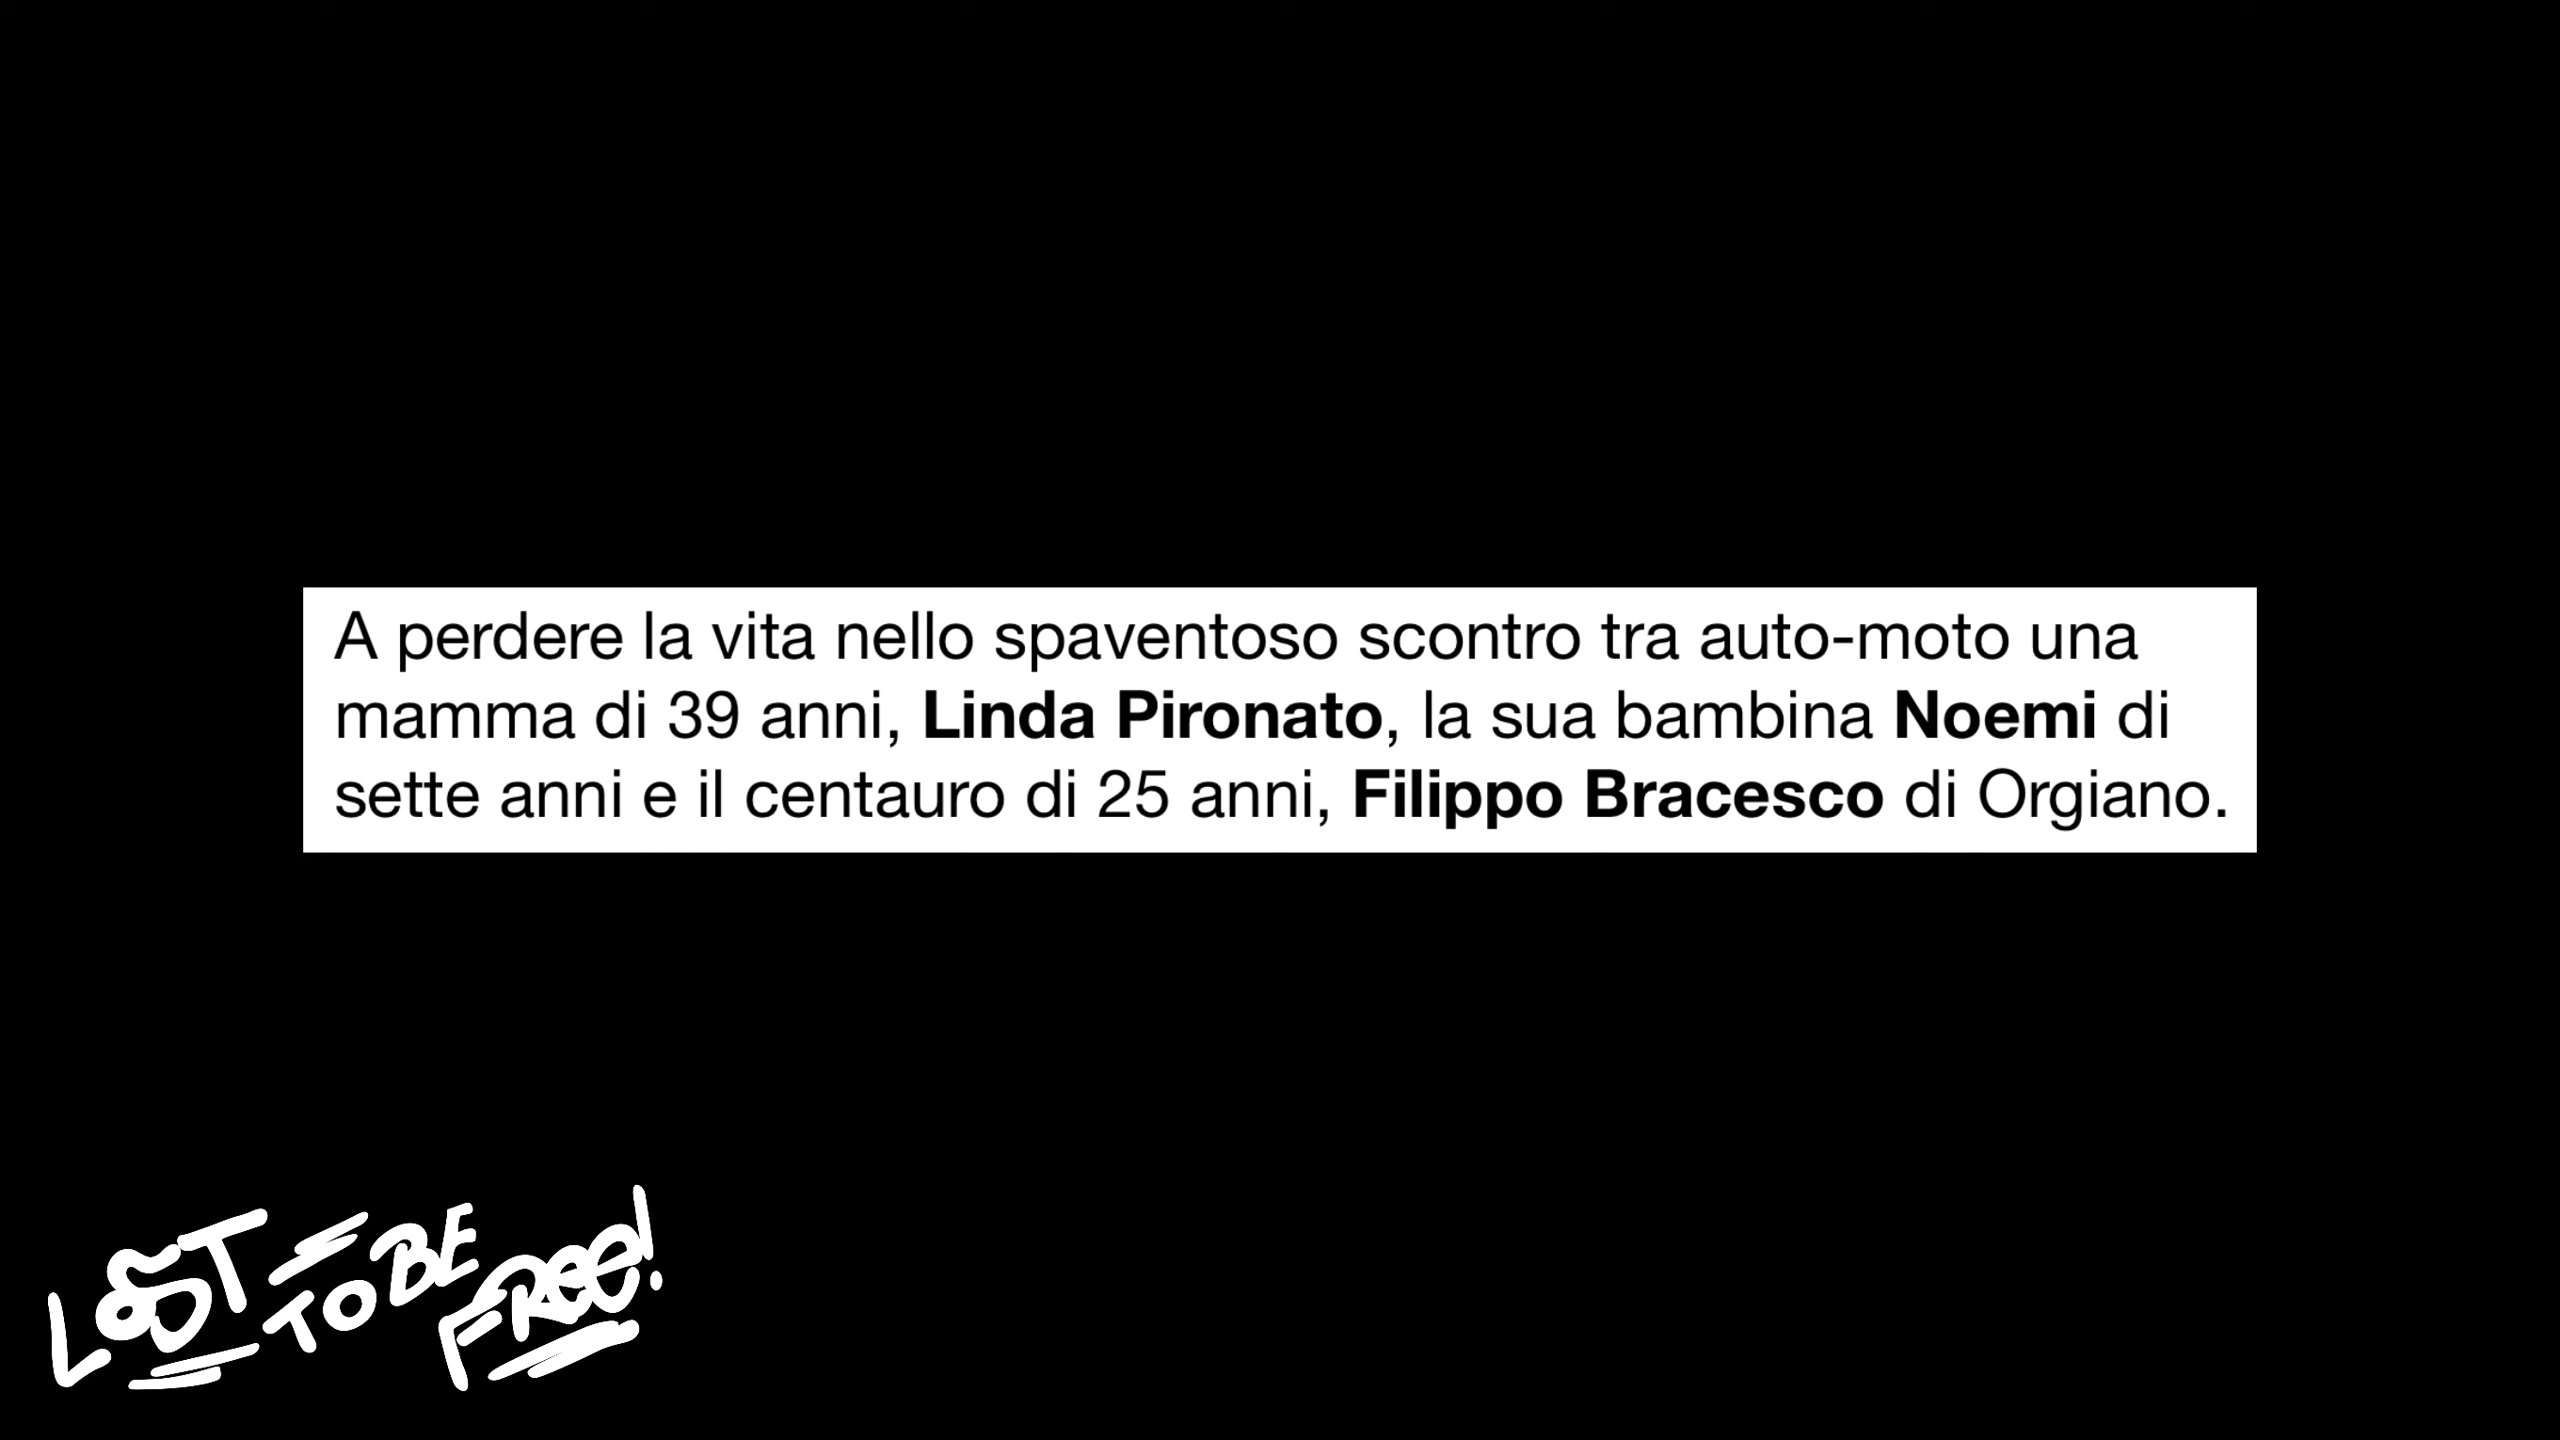 A perdere la vita nello spaventoso scontro tra auto-moto una
mamma di 39 anni, Linda Pironato, la sua bambina Noemi di
sette anni e il centauro di 25 anni, Filippo Bracesco di Orgiano.
LOST
TO BE
FREE!